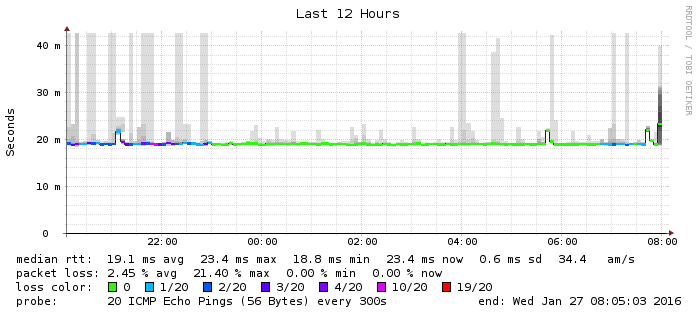 Last 12 Hours
RRDTOOL / TOBI OETIKER
Seconds
40 m
30 m
20 m
10 m
0
22:00 00:00 02:00 04:00 06:00 08:00
median rtt: 19.1 ms avg 23.4 ms max 18.8 ms min 23.4 ms now 0.6 ms sd 34.4 am/s
packet loss: 2.45 % avg 21.40 % max 0.00 % min 0.00 % now
loss color: 0 1/20 2/20 3/20 4/20 10/20 19/20
probe: 20 ICMP Echo Pings (56 Bytes) every 300s end: Wed Jan 27 08:05:03 2016